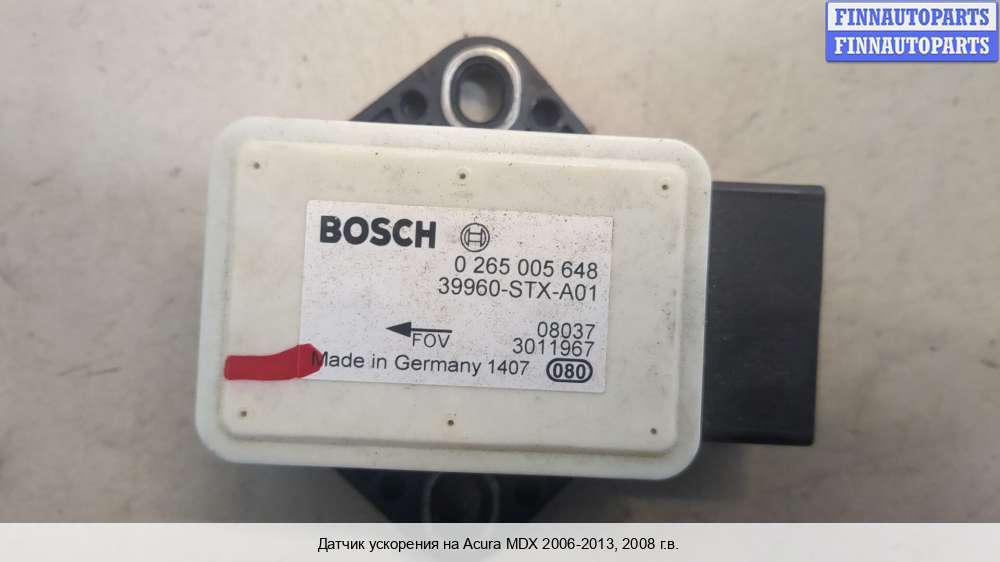 FINNAUTOPARTS
FINNAUTOPARTS
BOSCH
0 265 005 648
39960-STX-A01
08037
FOV
3011967
Made in Germany 1407 080
Датчик ускорения на Acura MDX 2006-2013, 2008 г.в.